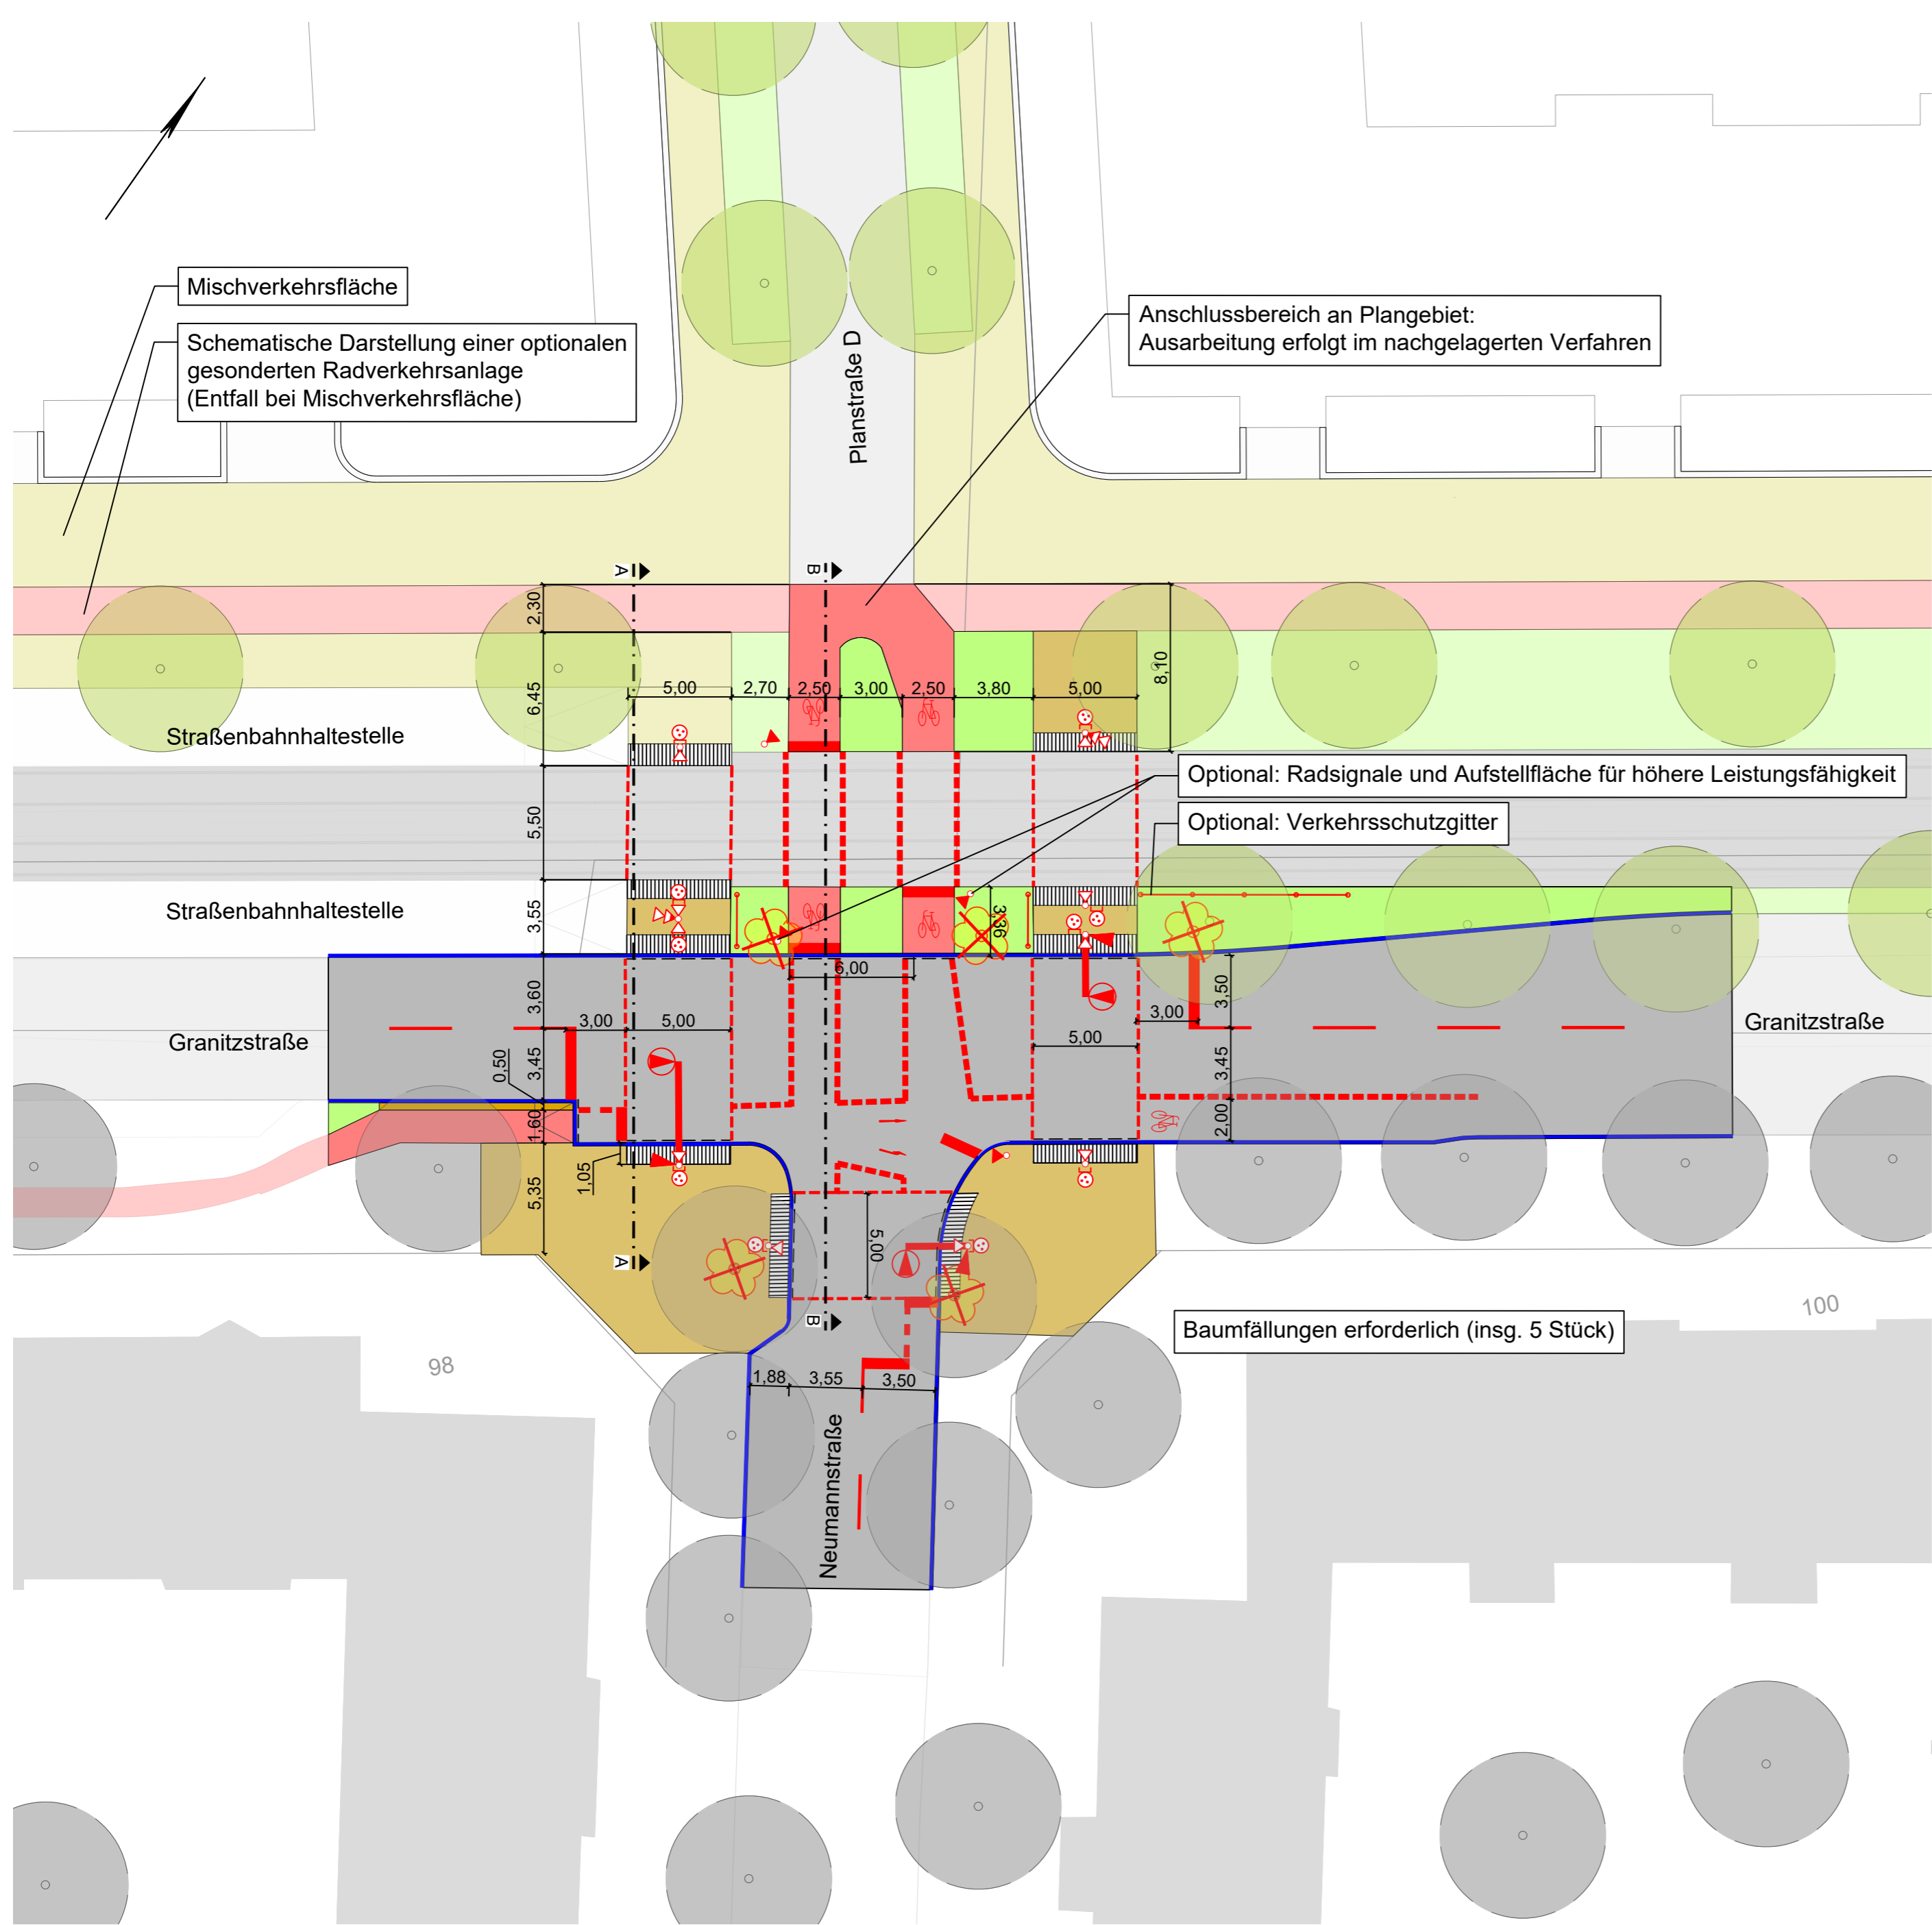 Mischverkehrsfläche
Schematische Darstellung einer optionalen
gesonderten Radverkehrsanlage
(Entfall bei Mischverkehrsfläche)
Anschlussbereich an Plangebiet:
Ausarbeitung erfolgt im nachgelagerten Verfahren
Planstraße D
A
B
2,30
6,45
5,00
2,70
2,50
3,00
2,50
3,80
5,00
8,10
Straßenbahnhaltestelle
5,50
Optional: Radsignale und Aufstellfläche für höhere Leistungsfähigkeit
Optional: Verkehrsschutzgitter
Straßenbahnhaltestelle
3,55
3,36
6,00
3,60
3,00
5,00
3,50
3,00
5,00
Granitzstraße
Granitzstraße
0,50
3,45
3,45
1,60
2,00
1,05
5,35
5,00
A
B
Baumfällungen erforderlich (insg. 5 Stück)
100
98
1,88
3,55
3,50
Neumannstraße